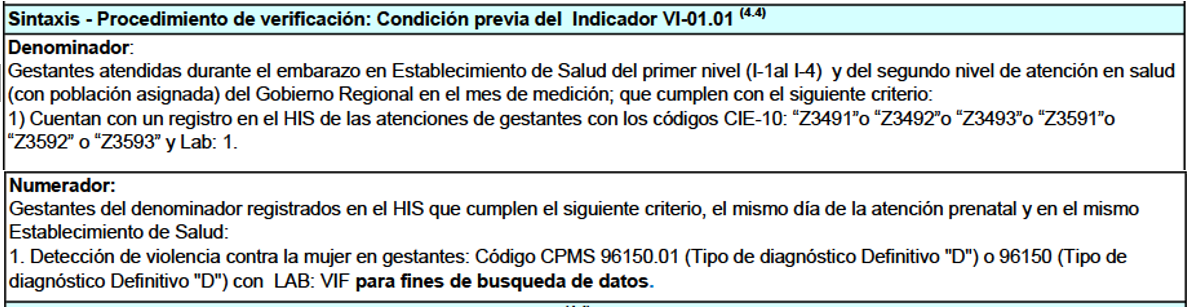 Sintaxis - Procedimiento de verificación: Condición previa del  Indicador VI-01.01 (4.4)
Denominador:
Gestantes atendidas durante el embarazo en Establecimiento de Salud del primer nivel (I-1al I-4)  y del segundo nivel de atención en salud
(con población asignada) del Gobierno Regional en el mes de medición; que cumplen con el siguiente criterio:
1) Cuentan con un registro en el HIS de las atenciones de gestantes con los códigos CIE-10: “Z3491”o “Z3492”o “Z3493”o “Z3591”o
“Z3592” o “Z3593” y Lab: 1.
Numerador:
Gestantes del denominador registrados en el HIS que cumplen el siguiente criterio, el mismo día de la atención prenatal y en el mismo
Establecimiento de Salud:
1. Detección de violencia contra la mujer en gestantes: Código CPMS 96150.01 (Tipo de diagnóstico Definitivo "D") o 96150 (Tipo de
diagnóstico Definitivo "D") con  LAB: VIF para fines de busqueda de datos.